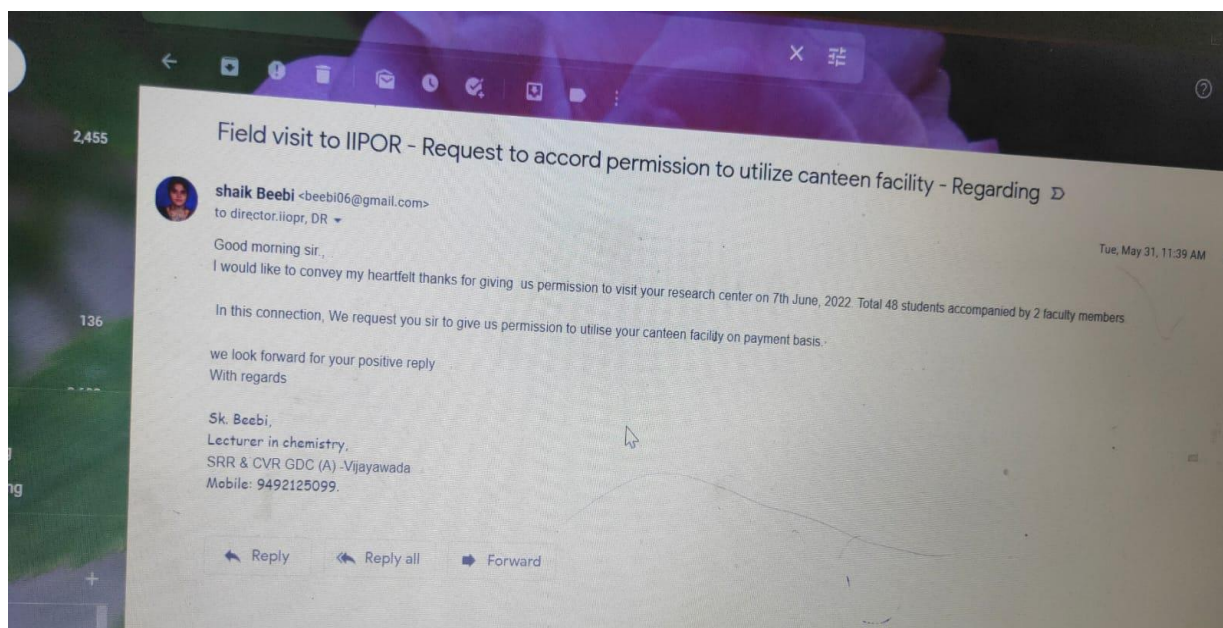 2,455
Field visit to IIPOR - Request to accord permission to utilize canteen facility - Regarding
shaik Beebi <beebi06@gmail.com>
to director.iiopr, DR
Tue, May 31, 11:39 AM
Good morning sir.,
I would like to convey my heartfelt thanks for giving us permission to visit your research center on 7th June, 2022. Total 48 students accompanied by 2 faculty members
136
In this connection, We request you sir to give us permission to utilise your canteen facility on payment basis.
we look forward for your positive reply
With regards
Sk. Beebi,
Lecturer in chemistry,
SRR & CVR GDC (A) -Vijayawada
Mobile: 9492125099.
ng
Reply
Reply all
Forward